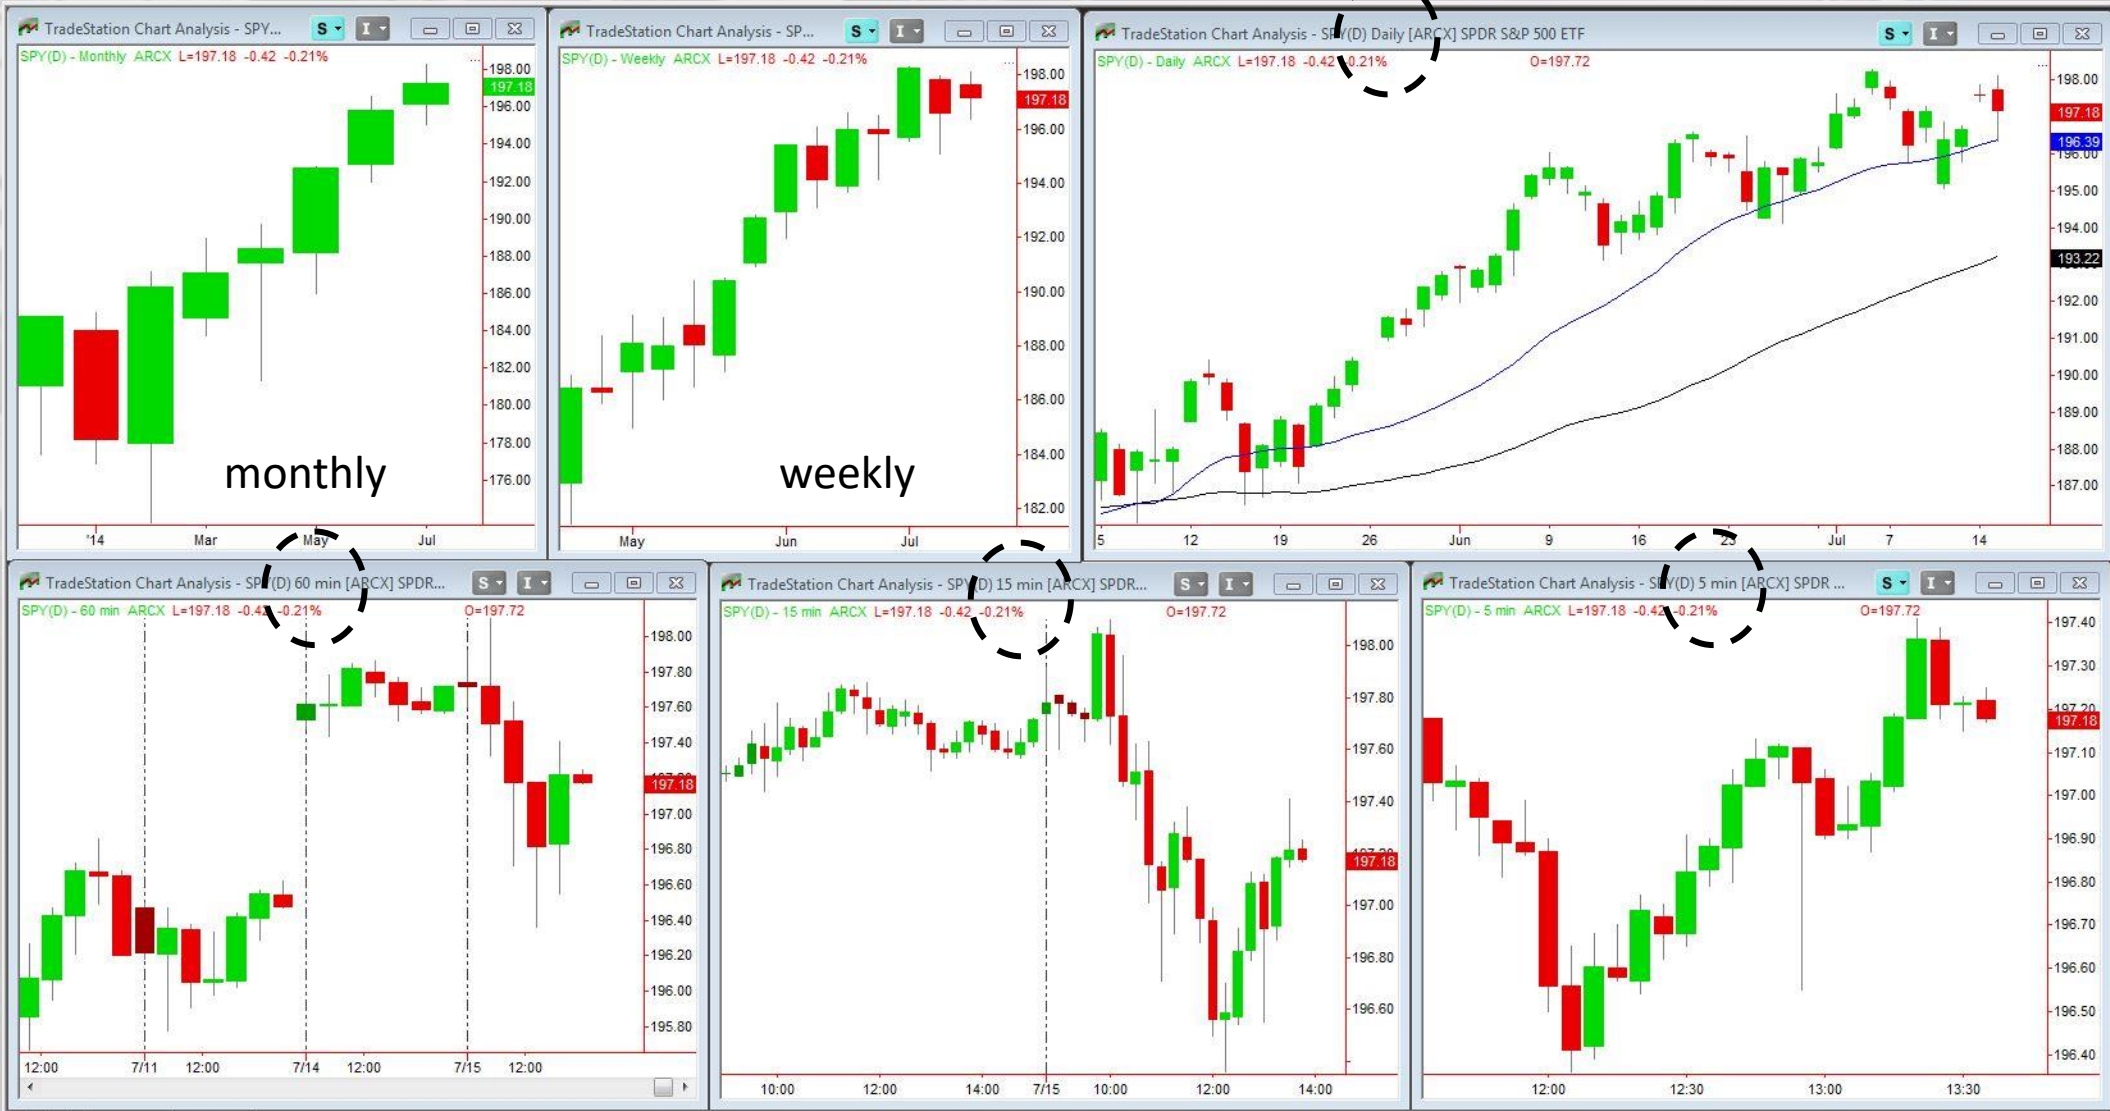 TradeStation Chart Analysis - SPY...
S
I
SPY(D) - Monthly ARCX L=197.18 -0.42 -0.21%
...
198.00
197.18
196.00
194.00
192.00
190.00
188.00
186.00
184.00
182.00
180.00
178.00
176.00
monthly
'14 Mar May Jul
TradeStation Chart Analysis - SP...
S
I
SPY(D) - Weekly ARCX L=197.18 -0.42 -0.21%
...
198.00
197.18
196.00
194.00
192.00
190.00
188.00
186.00
184.00
182.00
weekly
May Jun Jul
TradeStation Chart Analysis - SPY(D) Daily [ARCX] SPDR S&P 500 ETF
S
I
SPY(D) - Daily ARCX L=197.18 -0.42 -0.21% O=197.72
...
198.00
197.18
196.39
196.00
195.00
194.00
193.22
192.00
191.00
190.00
189.00
188.00
187.00
5 12 19 26 Jun 9 16 23 Jul 7 14
TradeStation Chart Analysis - SPY(D) 60 min [ARCX] SPDR...
S
I
SPY(D) - 60 min ARCX L=197.18 -0.42 -0.21% O=197.72
198.00
197.80
197.60
197.40
197.18
197.00
196.80
196.60
196.40
196.20
196.00
195.80
12:00 7/11 12:00 7/14 12:00 7/15 12:00
TradeStation Chart Analysis - SPY(D) 15 min [ARCX] SPDR...
S
I
SPY(D) - 15 min ARCX L=197.18 -0.42 -0.21% O=197.72
198.00
197.80
197.60
197.40
197.18
197.00
196.80
196.60
10:00 12:00 14:00 7/15 10:00 12:00 14:00
TradeStation Chart Analysis - SPY(D) 5 min [ARCX] SPDR ...
S
I
SPY(D) - 5 min ARCX L=197.18 -0.42 -0.21% O=197.72
197.40
197.30
197.20
197.18
197.10
197.00
196.90
196.80
196.70
196.60
196.50
196.40
12:00 12:30 13:00 13:30